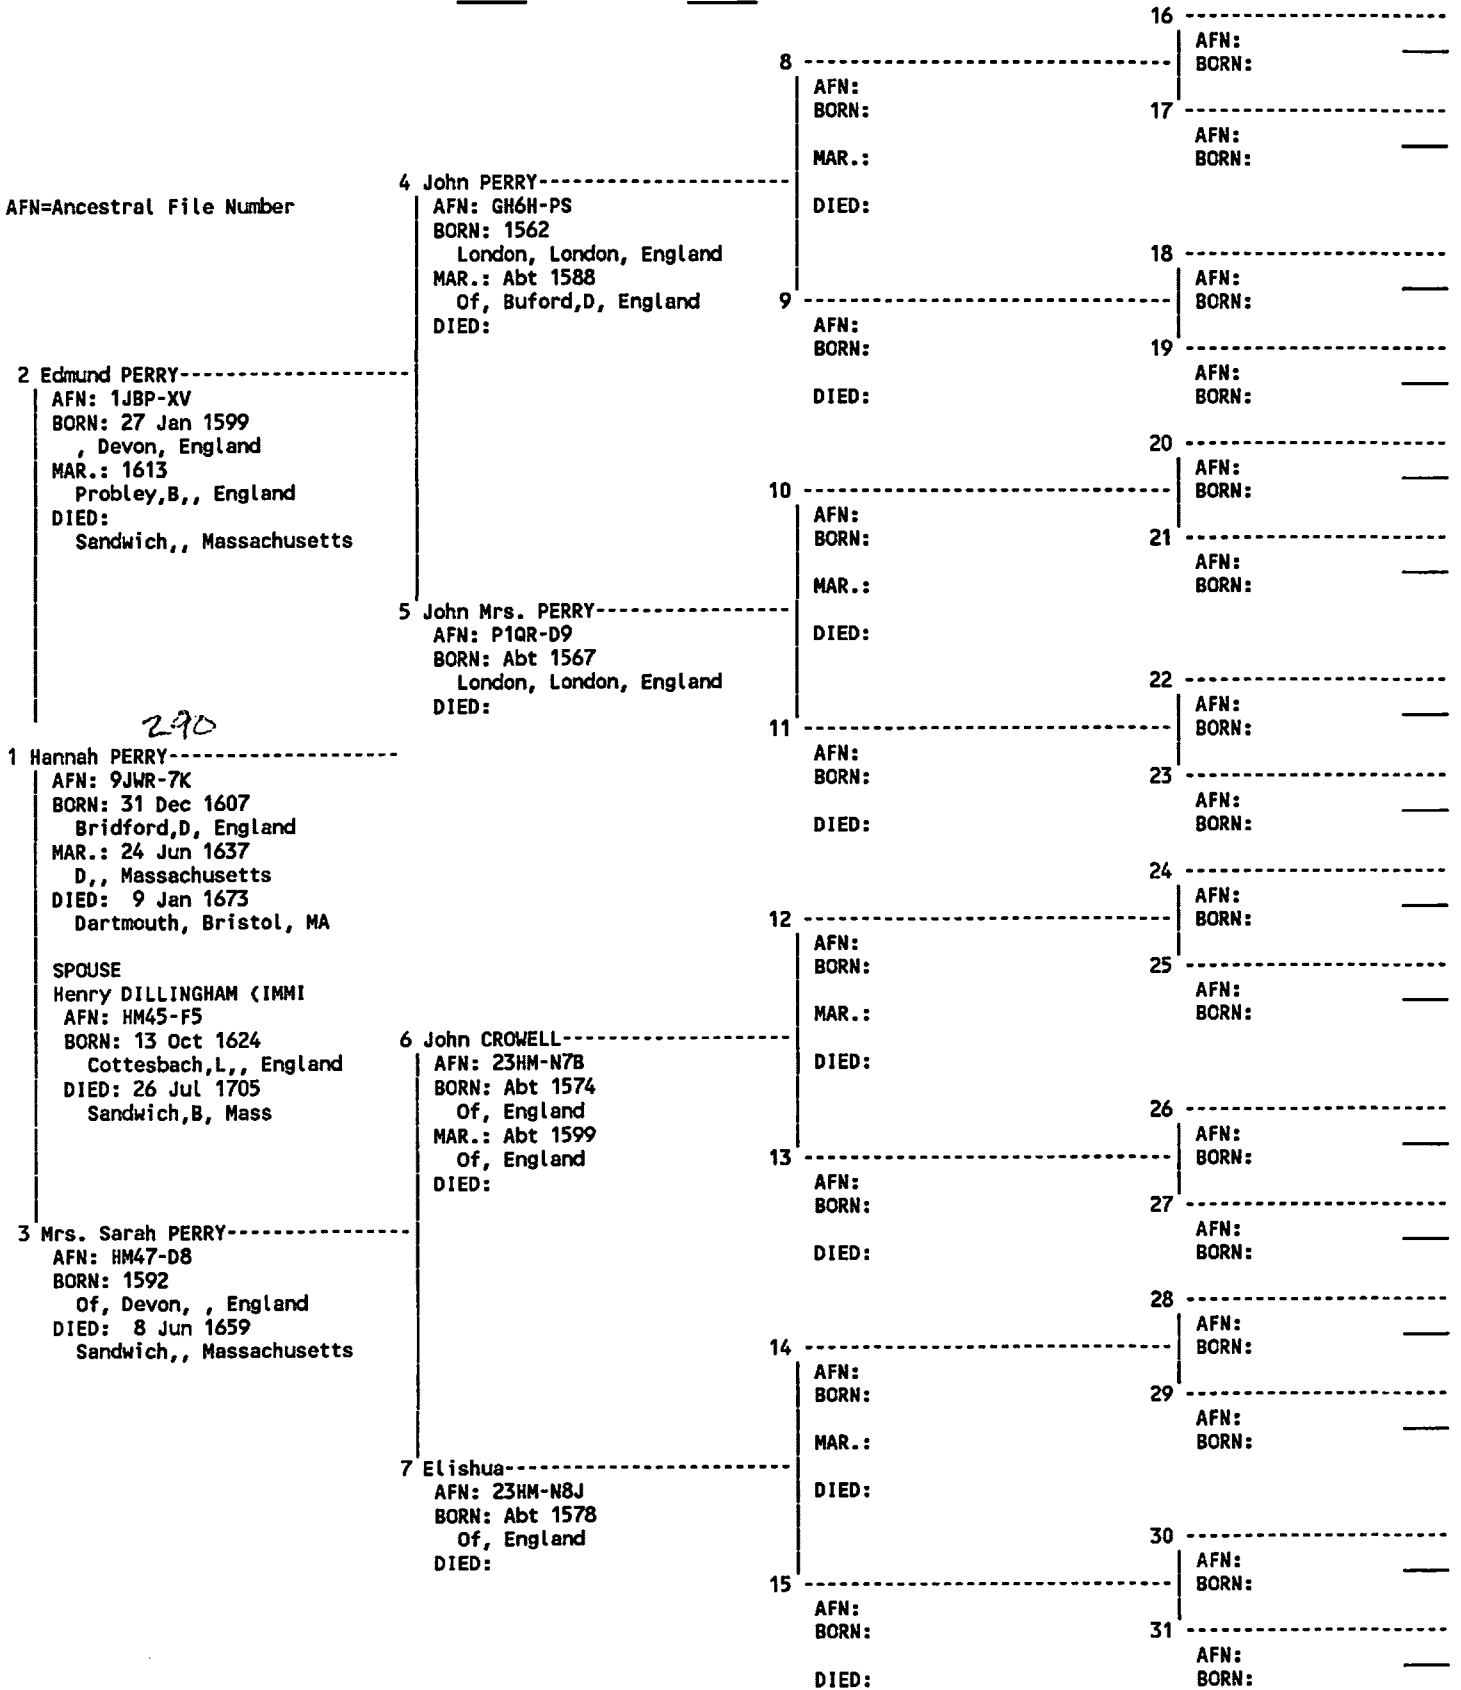 AFN=Ancestral File Number
2 Edmund PERRY
AFN: 1JBP-XV
BORN: 27 Jan 1599
, Devon, England
MAR.: 1613
Probley,B,, England
DIED:
Sandwich,, Massachusetts
290
1 Hannah PERRY
AFN: 9JWR-7K
BORN: 31 Dec 1607
Bridford,D, England
MAR.: 24 Jun 1637
D,, Massachusetts
DIED: 9 Jan 1673
Dartmouth, Bristol, MA
SPOUSE
Henry DILLINGHAM (IMMI
AFN: HM45-F5
BORN: 13 Oct 1624
Cottesbach,L,, England
DIED: 26 Jul 1705
Sandwich,B, Mass
3 Mrs. Sarah PERRY
AFN: HM47-D8
BORN: 1592
Of, Devon, , England
DIED: 8 Jun 1659
Sandwich,, Massachusetts
4 John PERRY
AFN: GH6H-PS
BORN: 1562
London, London, England
MAR.: Abt 1588
Of, Buford,D, England
DIED:
5 John Mrs. PERRY
AFN: P1QR-D9
BORN: Abt 1567
London, London, England
DIED:
6 John CROWELL
AFN: 23HM-N7B
BORN: Abt 1574
Of, England
MAR.: Abt 1599
Of, England
DIED:
7 Elishua
AFN: 23HM-N8J
BORN: Abt 1578
Of, England
DIED:
8
AFN:
BORN:
MAR.:
DIED:
9
AFN:
BORN:
DIED:
10
AFN:
BORN:
MAR.:
DIED:
11
AFN:
BORN:
DIED:
12
AFN:
BORN:
MAR.:
DIED:
13
AFN:
BORN:
DIED:
14
AFN:
BORN:
MAR.:
DIED:
15
AFN:
BORN:
DIED:
16
AFN:
BORN:
17
AFN:
BORN:
18
AFN:
BORN:
19
AFN:
BORN:
20
AFN:
BORN:
21
AFN:
BORN:
22
AFN:
BORN:
23
AFN:
BORN:
24
AFN:
BORN:
25
AFN:
BORN:
26
AFN:
BORN:
27
AFN:
BORN:
28
AFN:
BORN:
29
AFN:
BORN:
30
AFN:
BORN:
31
AFN:
BORN: